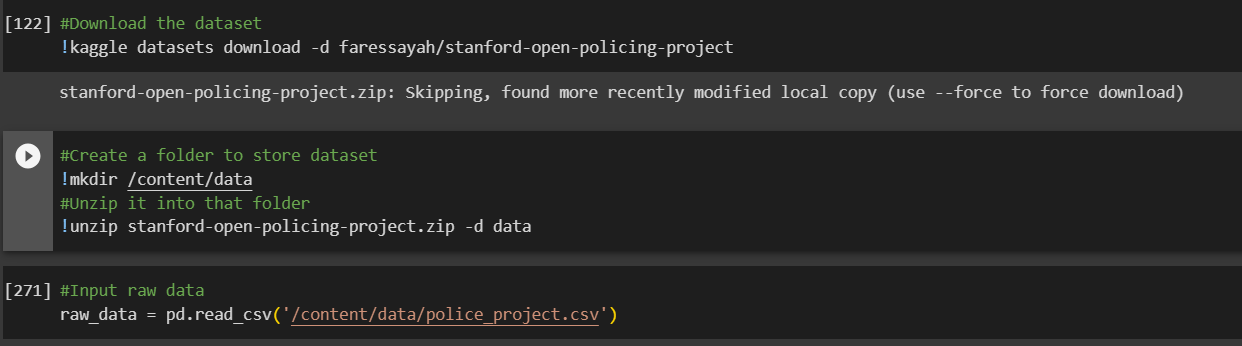 [122] #Download the dataset
!kaggle datasets download -d faressayah/stanford-open-policing-project
stanford-open-policing-project.zip: Skipping, found more recently modified local copy (use --force to force download)
#Create a folder to store dataset
!mkdir /content/data
#Unzip it into that folder
!unzip stanford-open-policing-project.zip -d data
[271] #Input raw data
raw_data = pd.read_csv('/content/data/police_project.csv')